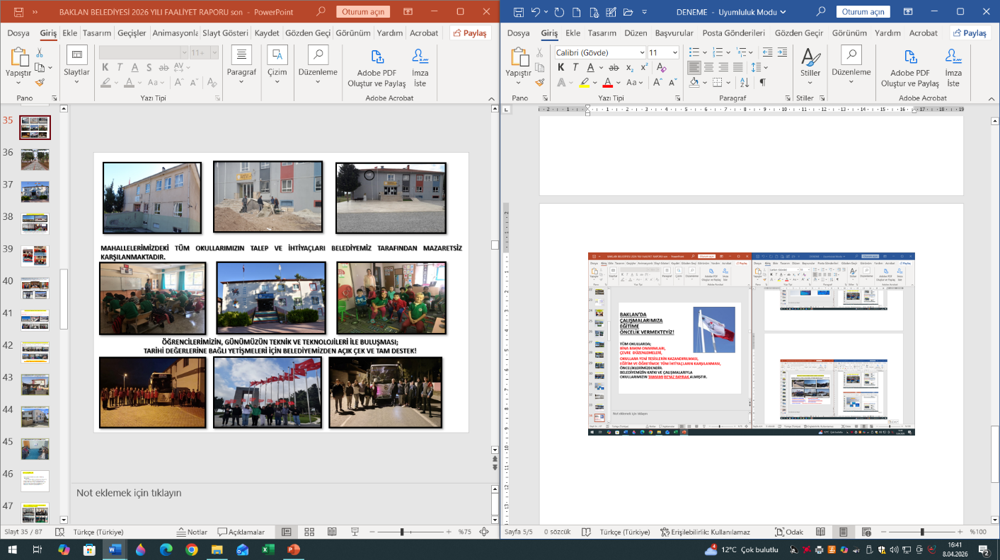 BAKLAN BELEDİYESİ 2026 YILI FAALİYET RAPORU son - PowerPoint
Oturum açın
Dosya Giriş Ekle Tasarım Geçişler Animasyonla Slayt Gösteri Kaydet Gözden Geçi Görünüm Yardım Acrobat Paylaş
Yapıştır
Slaytlar
11+
K T A S ab AV
Aa
Paragraf
Çizim
Düzenleme
Adobe PDF
Oluştur ve Paylaş
İmza
İste
Pano
Yazı Tipi
Adobe Acrobat
35
36
37
38
39
40
41
42
43
44
45
46
47
MAHALLELERİMİZDEKİ TÜM OKULLARIMIZIN TALEP VE İHTİYAÇLARI BELEDİYEMİZ TARAFINDAN MAZARETSİZ
KARŞILANMAKTADIR.
ÖĞRENCİLERİMİZİN, GÜNÜMÜZÜN TEKNİK VE TEKNOLOJİLERİ İLE BULUŞMASI;
TARİHİ DEĞERLERİNE BAĞLI YETİŞMELERİ İÇİN BELEDİYEMİZDEN AÇIK ÇEK VE TAM DESTEK!
Not eklemek için tıklayın
Slayt 35 / 87
Türkçe (Türkiye)
Notlar
Açıklamalar
%75
DENEME - Uyumluluk Modu
Oturum açın
Dosya Giriş Ekle Tasarım Düzen Başvurular Posta Gönderileri Gözden Geçir Görünüm Yardım Acrobat Paylaş
Yapıştır
Calibri (Gövde)
11
K T A ab x₂ x²
A A A Aa A A
Stiller
Düzenleme
Adobe PDF
Oluştur ve Paylaş
İmza
İste
Pano
Yazı Tipi
Paragraf
Stiller
Adobe Acrobat
BAKLAN'DA
ÇALIŞMALARIMIZA
EĞİTİME
ÖNCELİK VERMEKTEYİZ!
TÜM OKULLARDA;
BİNA BAKIM ONARIMLARI,
ÇEVRE DÜZENLEMELERİ,
OKULLARA YENİ TESİSLERİN KAZANDIRILMASI,
EĞİTİM VE ÖĞRETİMDE TÜM İHTİYAÇLARIN KARŞILANMASI,
ÖNCELİKLERİMİZDENDİR.
BELEDİYEMİZİN KATKI VE ÇALIŞMALARIYLA
OKULLARIMIZIN TAMAMI BEYAZ BAYRAK ALMIŞTIR.
Not eklemek için tıklayın
Sayfa 5/5
0 sözcük
Türkçe (Türkiye)
Erişilebilirlik: Kullanılamaz
Odak
%100
12°C Çok bulutlu
16:41
8.04.2026
2